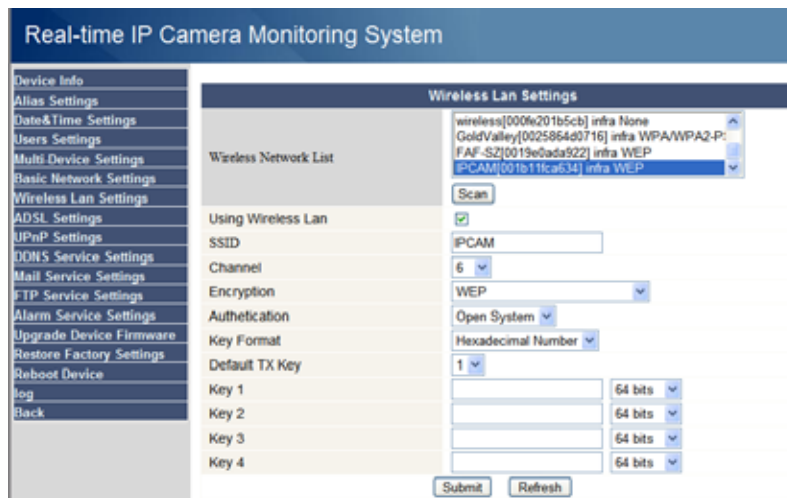 Real-time IP Camera Monitoring System
Device Info
Alias Settings
Date&Time Settings
Users Settings
Multi-Device Settings
Basic Network Settings
Wireless Lan Settings
ADSL Settings
UPnP Settings
DDNS Service Settings
Mail Service Settings
FTP Service Settings
Alarm Service Settings
Upgrade Device Firmware
Restore Factory Settings
Reboot Device
log
Back
Wireless Lan Settings
Wireless Network List
wireless[000fe201b5cb] infra None
GoldValley[0025864d0716] infra WPA/WPA2-P
FAF-SZ[0019e0ada922] infra WEP
IPCAM[001b11fca634] infra WEP
Scan
Using Wireless Lan
SSID IPCAM
Channel 6
Encryption WEP
Authetication Open System
Key Format Hexadecimal Number
Default TX Key 1
Key 1 64 bits
Key 2 64 bits
Key 3 64 bits
Key 4 64 bits
Submit Refresh